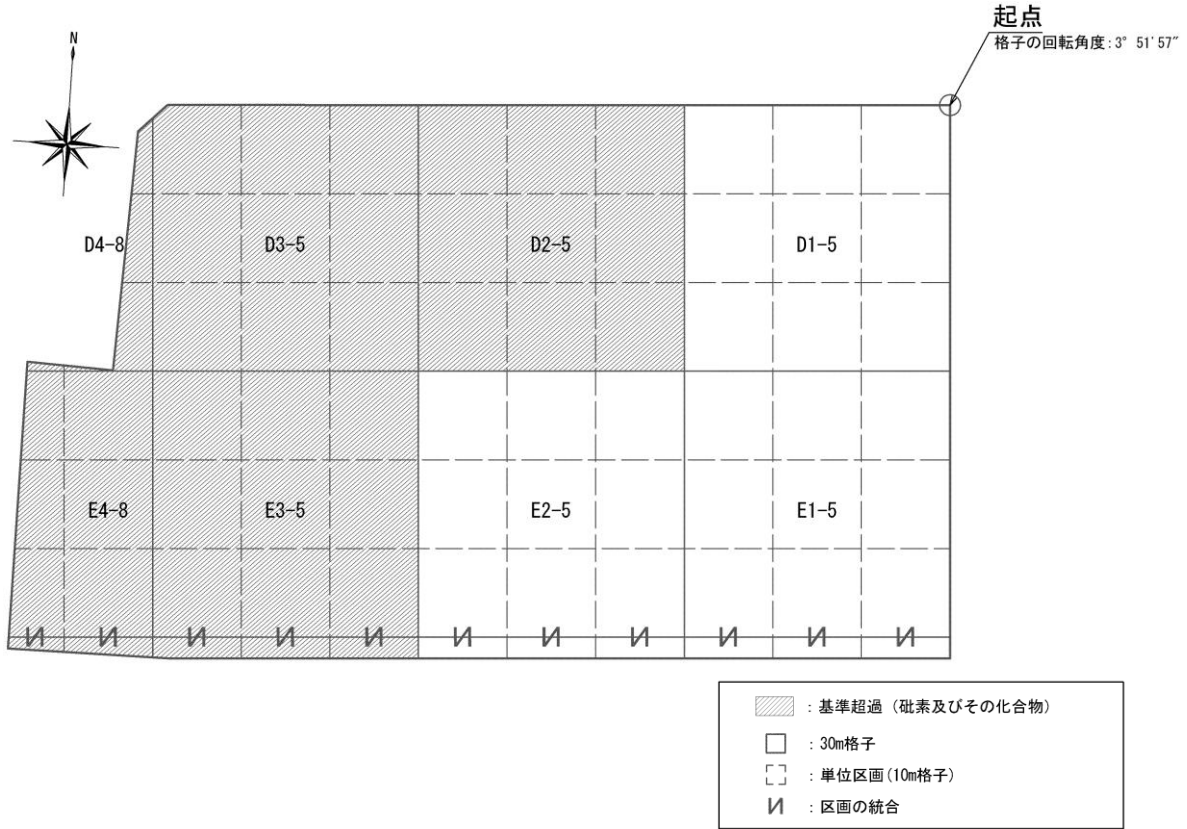 起点
格子の回転角度:3° 51'57"
N
D4-8
D3-5
D2-5
D1-5
E4-8
E3-5
E2-5
E1-5
:基準超過(砒素及びその化合物)
:30m格子
:単位区画(10m格子)
:区画の統合